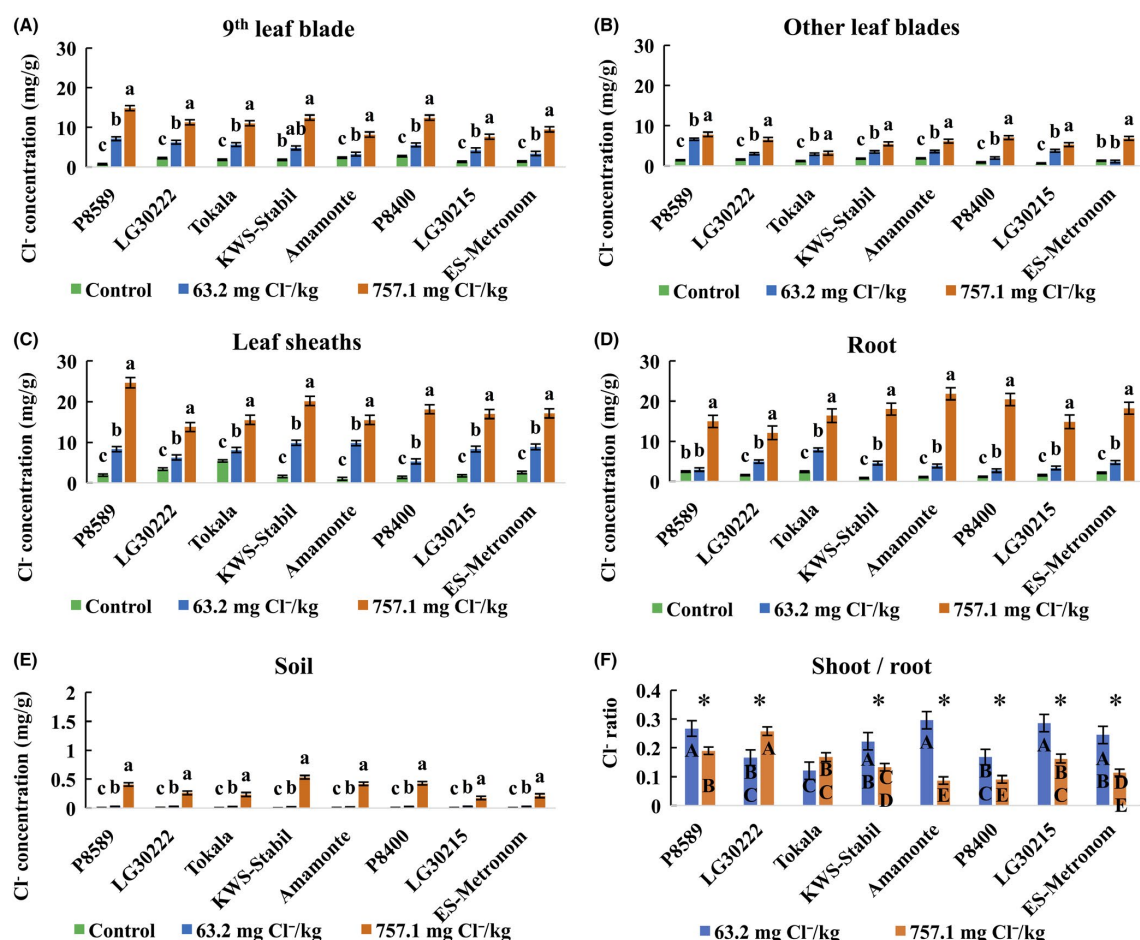 (A)
9th leaf blade
Cl- concentration (mg/g)
30
20
10
0
c b a
c b a
c b a
b ab a
c b a
c b a
c b a
c b a
P8589
LG30222
Tokala
KWS-Stabil
Amamonte
P8400
LG30215
ES-Metronom
Control 63.2 mg Cl−/kg 757.1 mg Cl−/kg
(B)
Other leaf blades
Cl- concentration (mg/g)
30
20
10
0
c b a
c b a
c b a
c b a
c b a
c b a
c b a
b b a
P8589
LG30222
Tokala
KWS-Stabil
Amamonte
P8400
LG30215
ES-Metronom
Control 63.2 mg Cl−/kg 757.1 mg Cl−/kg
(C)
Leaf sheaths
Cl- concentration (mg/g)
30
20
10
0
c b a
c b a
c b a
c b a
c b a
c b a
c b a
c b a
P8589
LG30222
Tokala
KWS-Stabil
Amamonte
P8400
LG30215
ES-Metronom
Control 63.2 mg Cl−/kg 757.1 mg Cl−/kg
(D)
Root
Cl- concentration (mg/g)
30
20
10
0
b b a
c b a
c b a
c b a
c b a
c b a
c b a
c b a
P8589
LG30222
Tokala
KWS-Stabil
Amamonte
P8400
LG30215
ES-Metronom
Control 63.2 mg Cl−/kg 757.1 mg Cl−/kg
(E)
Soil
Cl- concentration (mg/g)
2
1.5
1
0.5
0
c b a
c b a
c b a
c b a
c b a
c b a
c b a
c b a
P8589
LG30222
Tokala
KWS-Stabil
Amamonte
P8400
LG30215
ES-Metronom
Control 63.2 mg Cl−/kg 757.1 mg Cl−/kg
(F)
Shoot / root
Cl- ratio
0.4
0.3
0.2
0.1
0
* * * * * * *
A B
B C A
C B C
A B C D
A E
B C E
A B C
A B D E
P8589
LG30222
Tokala
KWS-Stabil
Amamonte
P8400
LG30215
ES-Metronom
63.2 mg Cl−/kg 757.1 mg Cl−/kg